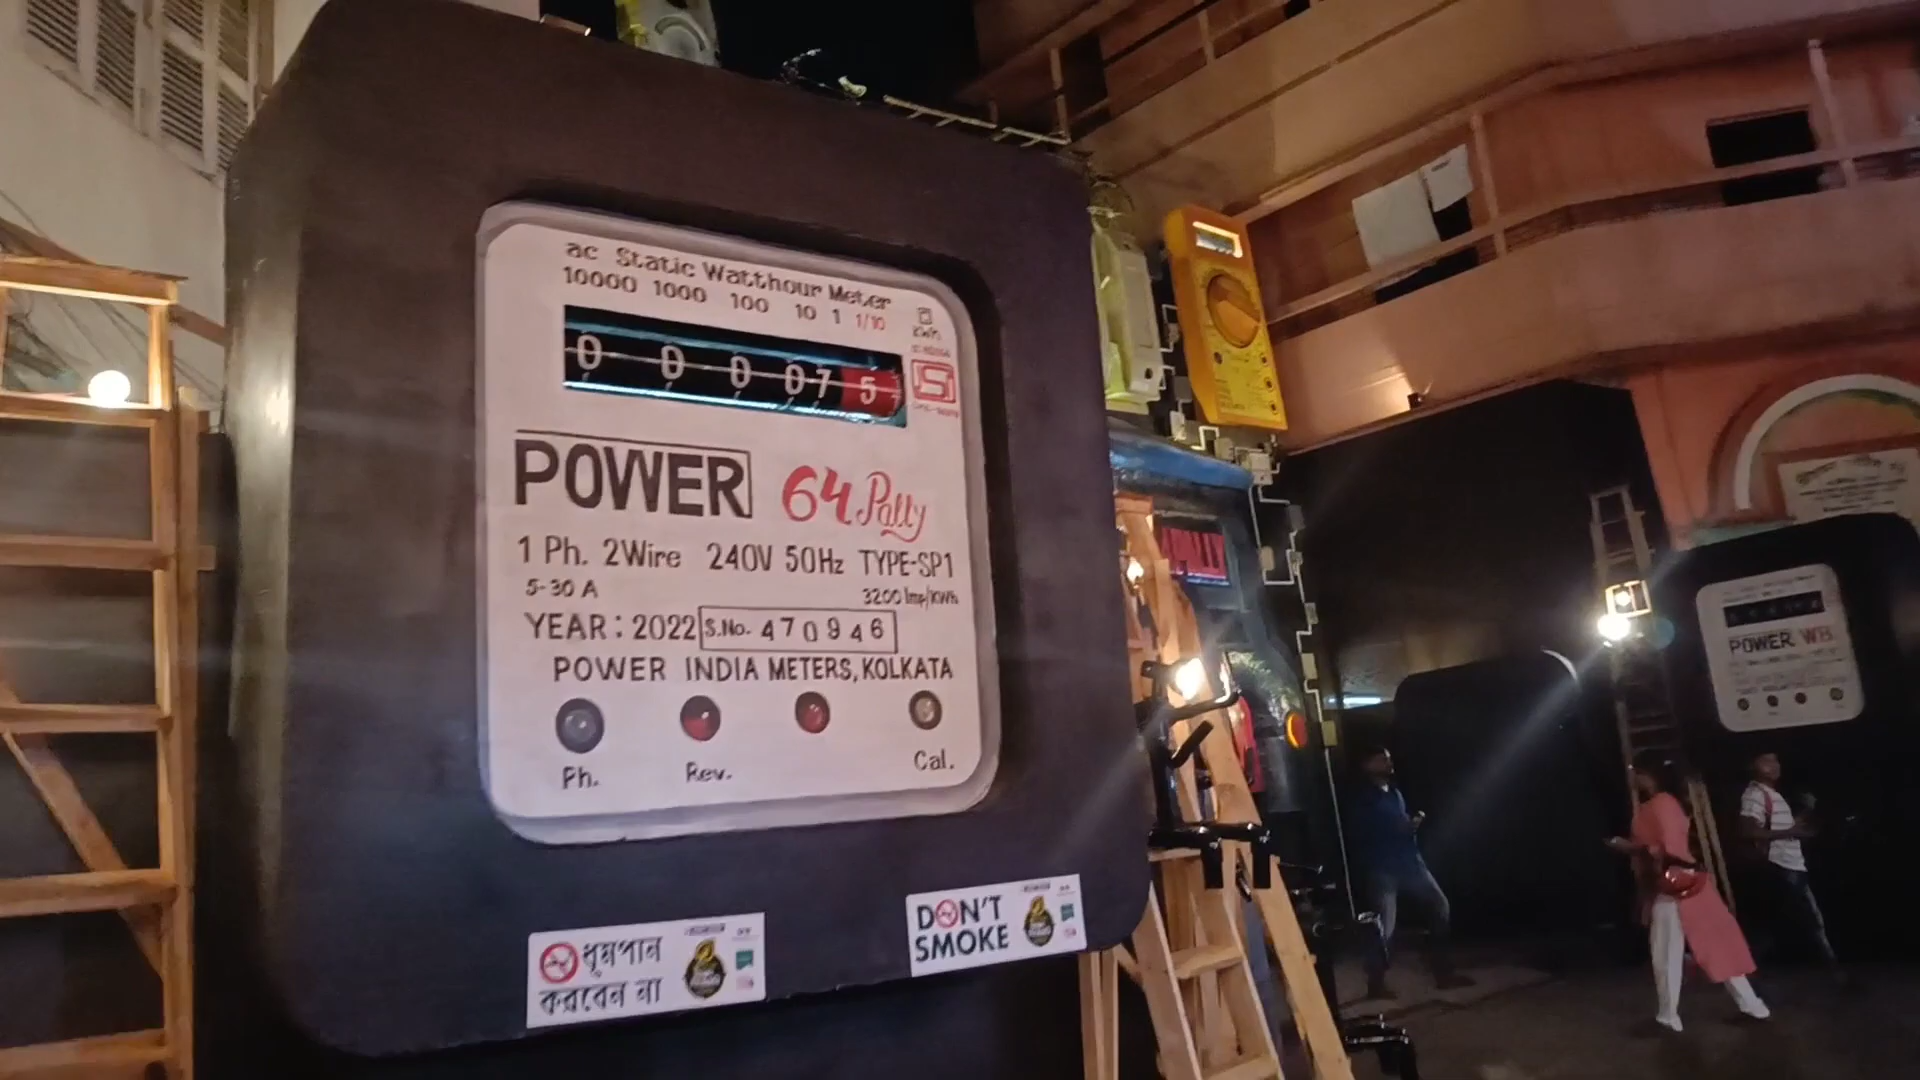 ac Static Watthour Meter
10000 1000 100 10 1 1/10
kWh
0 0 0 0 7 5
POWER 64 Pally
1 Ph. 2Wire 240V 50Hz TYPE-SP1
5-30 A 3200 Imp/kWh
YEAR: 2022 S.No. 470946
POWER INDIA METERS, KOLKATA
Ph. Rev. Cal.
ধূমপান
করবেন না
DON'T
SMOKE
POWER WB